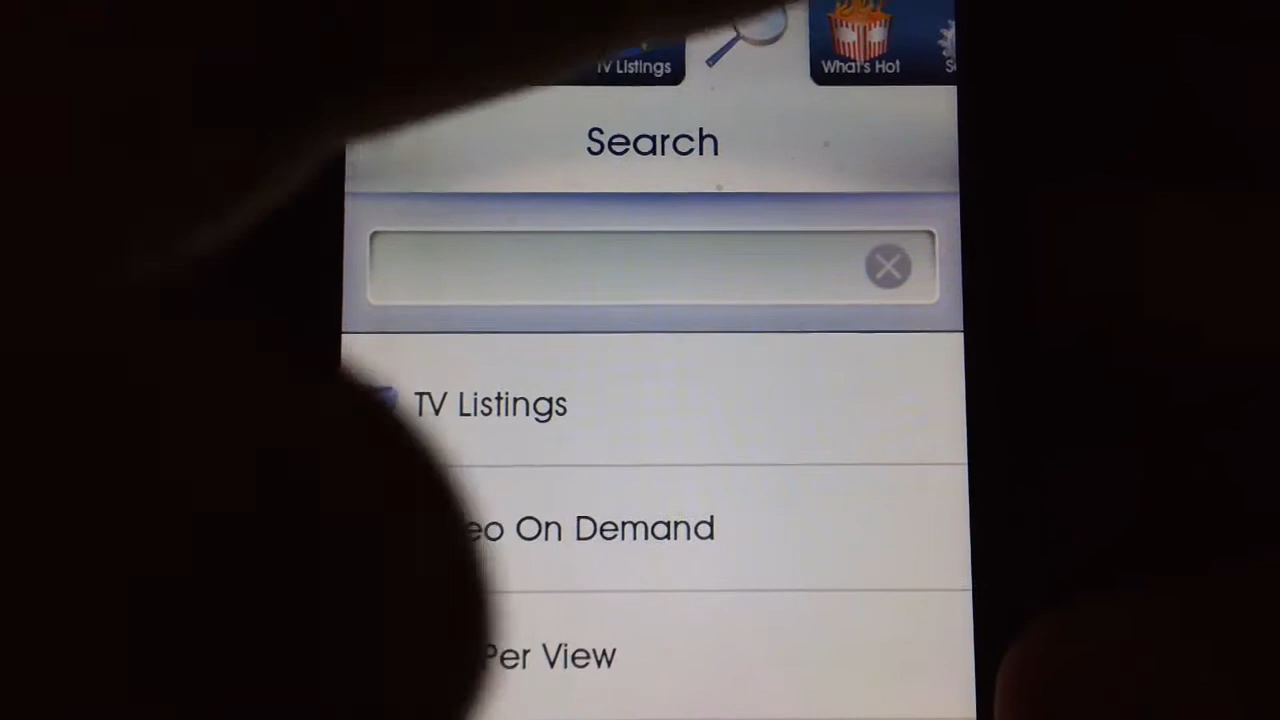 TV Listings
What's Hot
Search
TV Listings
eo On Demand
Per View